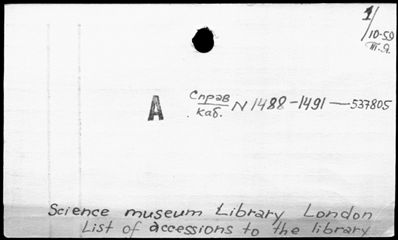 1/
10-59
т.я.
А Справ
каб. N 1488-1491 — 537805
Science museum Library London
List of accessions to the library